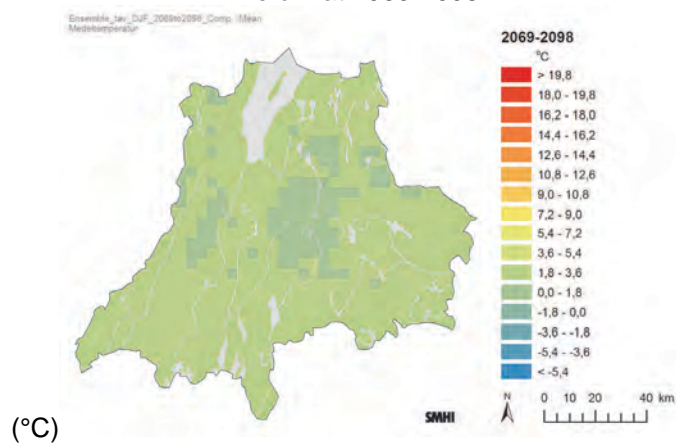 Ensemble_tav_DJF_2069to2098_Comp. Mean
Medeltemperatur
2069-2098
°C
> 19,8
18,0 - 19,8
16,2 - 18,0
14,4 - 16,2
12,6 - 14,4
10,8 - 12,6
9,0 - 10,8
7,2 - 9,0
5,4 - 7,2
3,6 - 5,4
1,8 - 3,6
0,0 - 1,8
-1,8 - 0,0
-3,6 - -1,8
-5,4 - -3,6
< -5,4
N
0 10 20 30 40 km
SMHI
(°C)